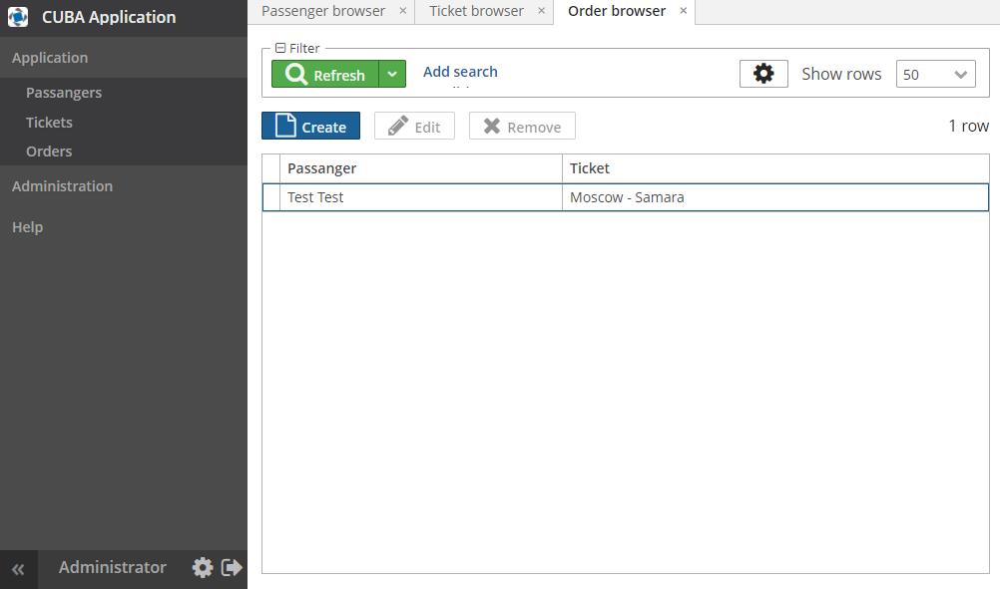 CUBA Application
Application
Passangers
Tickets
Orders
Administration
Help
Administrator
Passenger browser × Ticket browser × Order browser ×
Filter
Refresh Add search
Show rows 50
Create Edit Remove 1 row
Passanger Ticket
Test Test Moscow - Samara